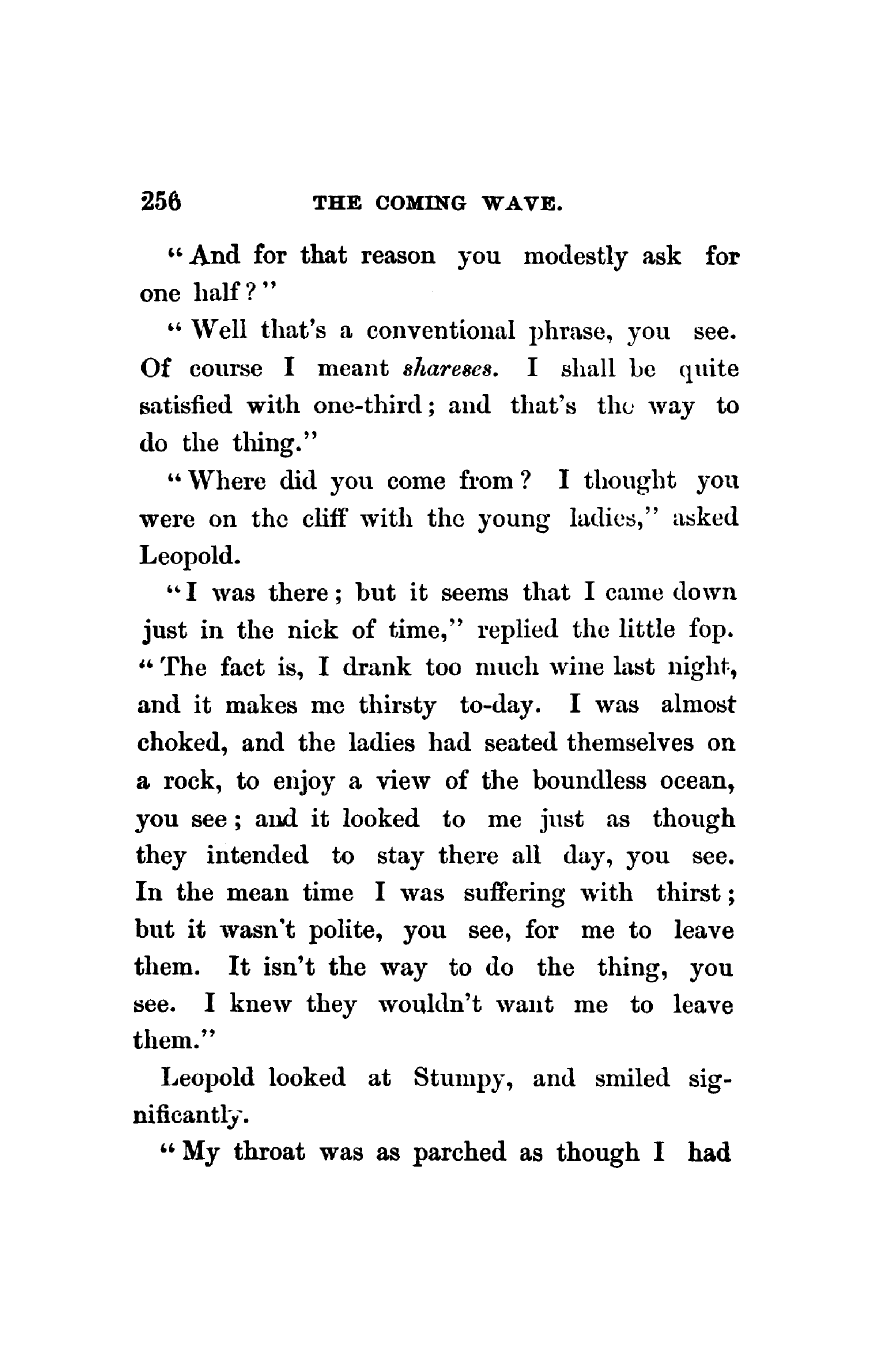 256 THE COMING WAVE.
“ And for that reason you modestly ask for
one half ? ”
“ Well that’s a conventional phrase, you see.
Of course I meant shareses. I shall be quite
satisfied with one-third ; and that’s the way to
do the thing.”
“ Where did you come from ? I thought you
were on the cliff with the young ladies,” asked
Leopold.
“ I was there ; but it seems that I came down
just in the nick of time,” replied the little fop.
“ The fact is, I drank too much wine last night,
and it makes me thirsty to-day. I was almost
choked, and the ladies had seated themselves on
a rock, to enjoy a view of the boundless ocean,
you see ; and it looked to me just as though
they intended to stay there all day, you see.
In the mean time I was suffering with thirst ;
but it wasn’t polite, you see, for me to leave
them. It isn’t the way to do the thing, you
see. I knew they wouldn’t want me to leave
them.”
Leopold looked at Stumpy, and smiled sig-
nificantly.
“ My throat was as parched as though I had